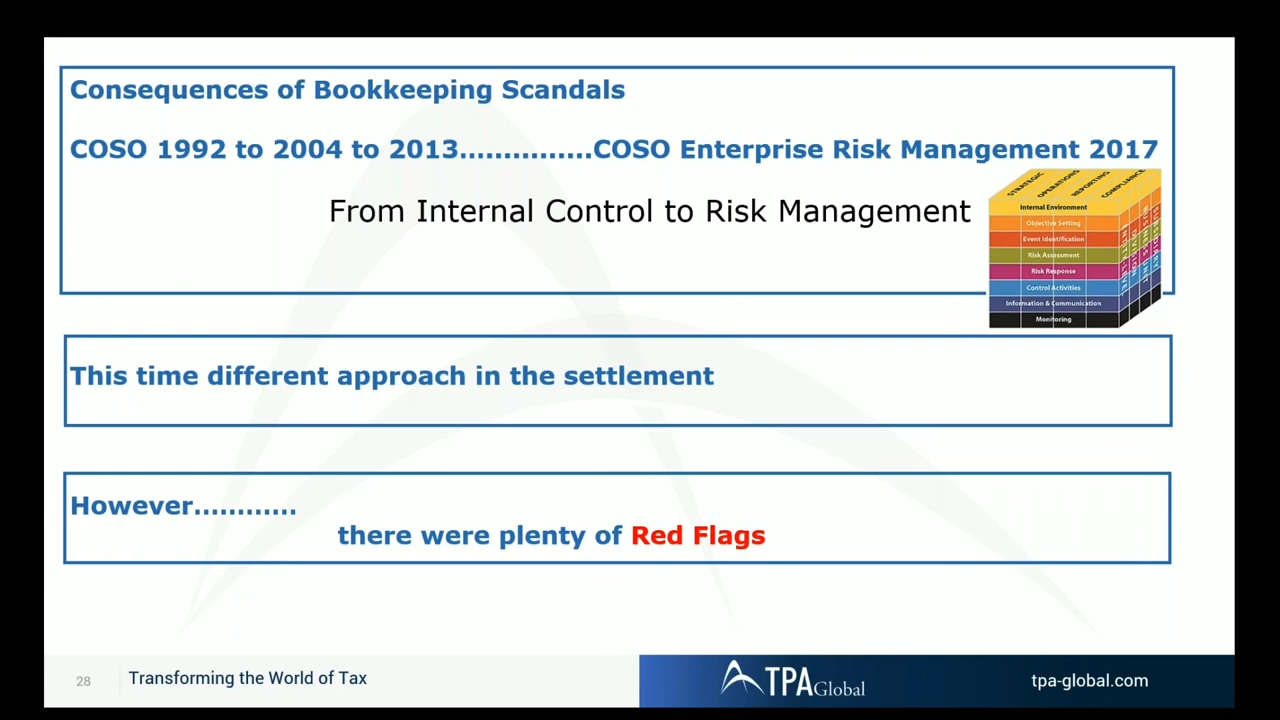 Consequences of Bookkeeping Scandals
COSO 1992 to 2004 to 2013...............COSO Enterprise Risk Management 2017
From Internal Control to Risk Management
STRATEGIC
OPERATIONS
REPORTING
COMPLIANCE
Internal Environment
Objective Setting
Event Identification
Risk Assessment
Risk Response
Control Activities
Information & Communication
Monitoring
This time different approach in the settlement
However............
there were plenty of Red Flags
28
Transforming the World of Tax
TPA Global
tpa-global.com